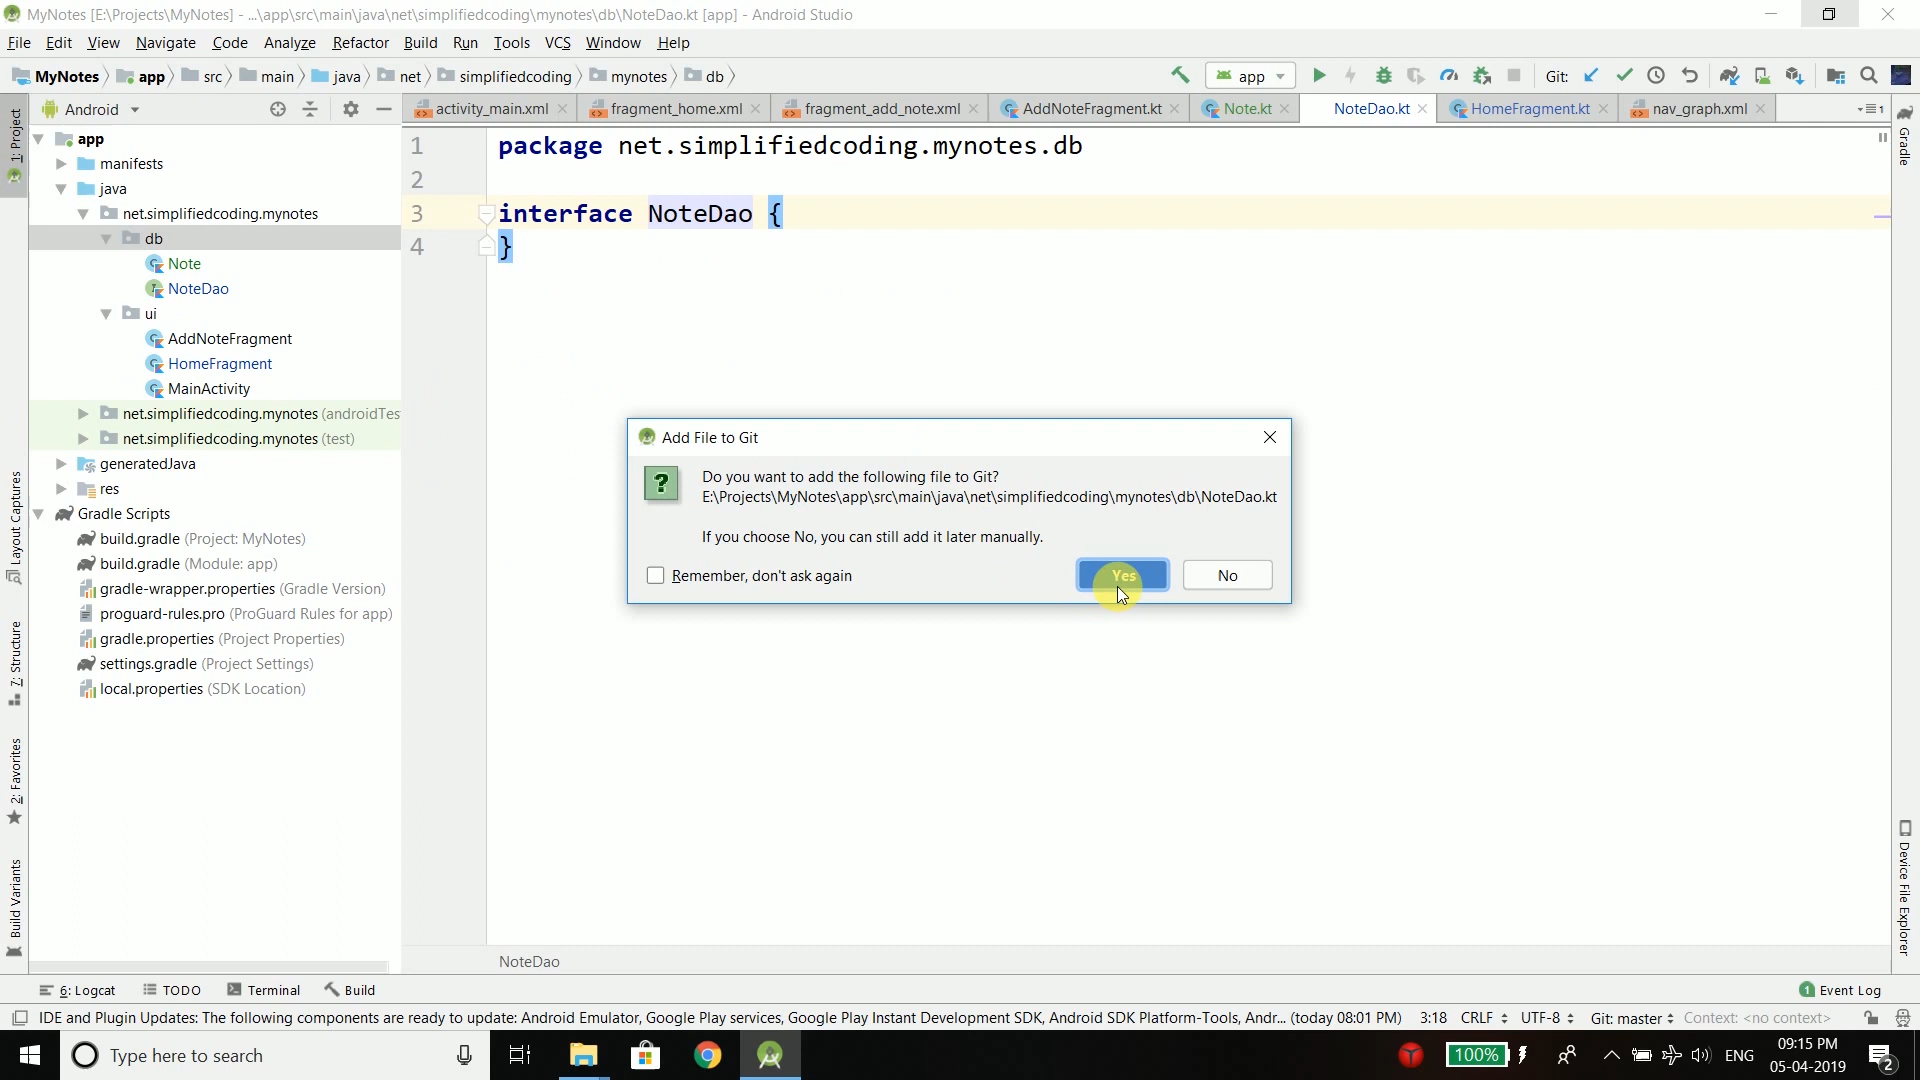 MyNotes [E:\Projects\MyNotes] - ...\app\src\main\java\net\simplifiedcoding\mynotes\db\NoteDao.kt [app] - Android Studio
File Edit View Navigate Code Analyze Refactor Build Run Tools VCS Window Help
MyNotes app src main java net simplifiedcoding mynotes db
app
Git:
1: Project
Android
activity_main.xml fragment_home.xml fragment_add_note.xml AddNoteFragment.kt Note.kt NoteDao.kt HomeFragment.kt nav_graph.xml
1
Gradle
app
manifests
java
net.simplifiedcoding.mynotes
db
Note
NoteDao
ui
AddNoteFragment
HomeFragment
MainActivity
net.simplifiedcoding.mynotes (androidTes
net.simplifiedcoding.mynotes (test)
generatedJava
res
Gradle Scripts
build.gradle (Project: MyNotes)
build.gradle (Module: app)
gradle-wrapper.properties (Gradle Version)
proguard-rules.pro (ProGuard Rules for app)
gradle.properties (Project Properties)
settings.gradle (Project Settings)
local.properties (SDK Location)
Layout Captures
7: Structure
2: Favorites
Build Variants
1 package net.simplifiedcoding.mynotes.db
2
3 interface NoteDao {
4 }
Add File to Git
?
Do you want to add the following file to Git?
E:\Projects\MyNotes\app\src\main\java\net\simplifiedcoding\mynotes\db\NoteDao.kt
If you choose No, you can still add it later manually.
Remember, don't ask again
Yes
No
Device File Explorer
NoteDao
6: Logcat TODO Terminal Build
1 Event Log
IDE and Plugin Updates: The following components are ready to update: Android Emulator, Google Play services, Google Play Instant Development SDK, Android SDK Platform-Tools, Andr... (today 08:01 PM) 3:18 CRLF UTF-8 Git: master Context: <no context>
Type here to search
100%
ENG
09:15 PM
05-04-2019
2